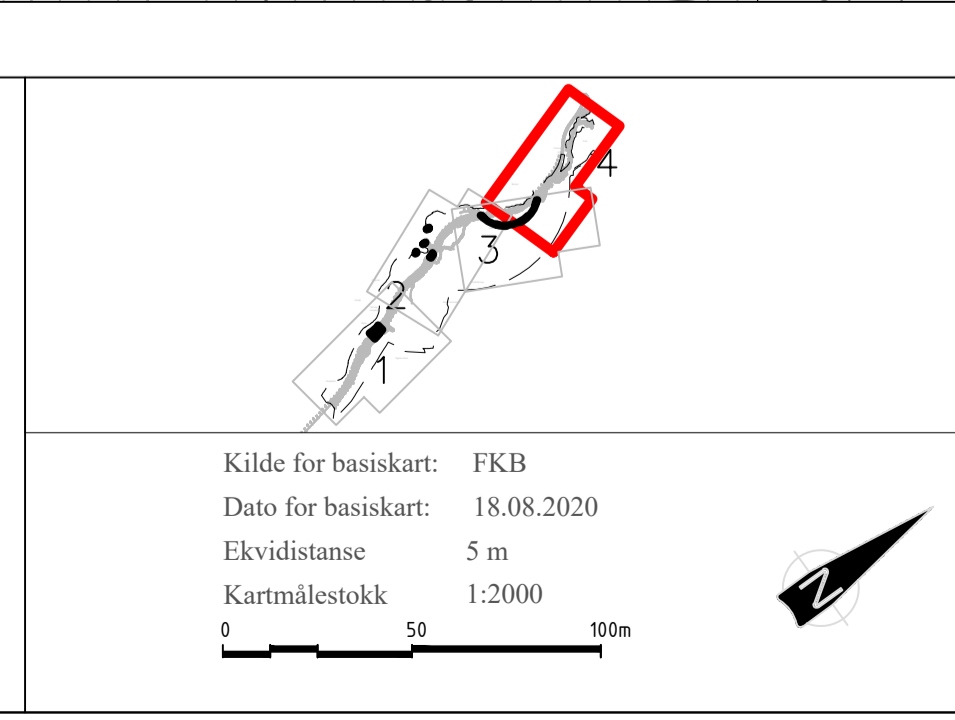 4
3
2
1
Kilde for basiskart: FKB
Dato for basiskart: 18.08.2020
Ekvidistanse 5 m
Kartmålestokk 1:2000
0 50 100m
N